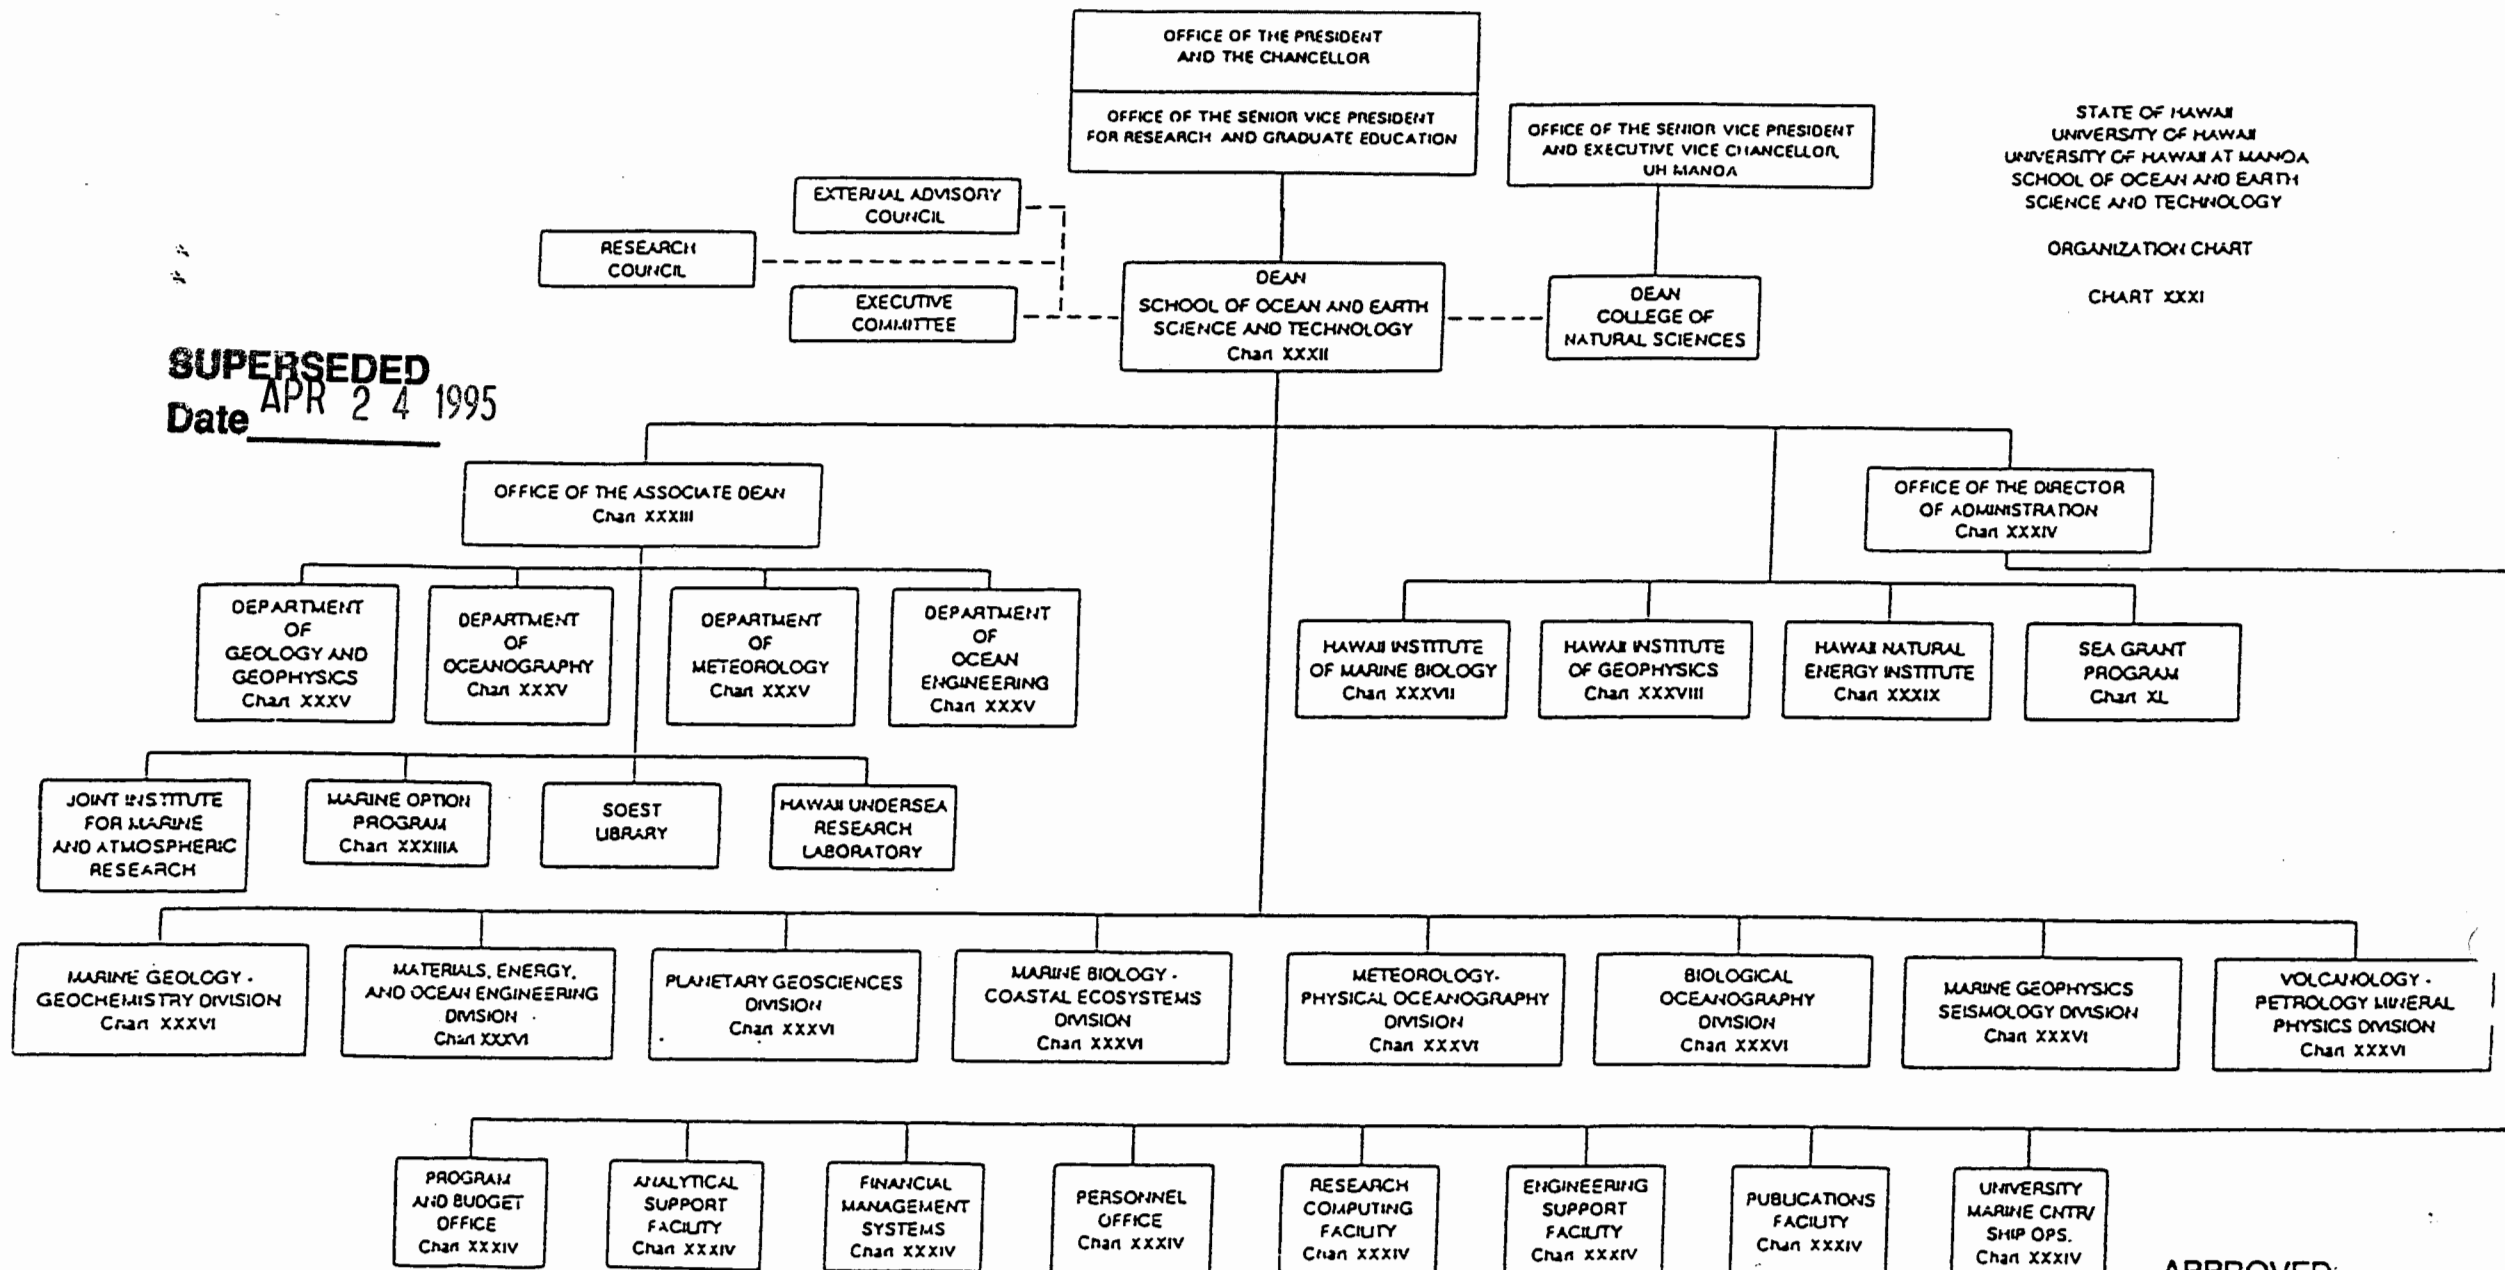 OFFICE OF THE PRESIDENT
AND THE CHANCELLOR
OFFICE OF THE SENIOR VICE PRESIDENT
FOR RESEARCH AND GRADUATE EDUCATION
OFFICE OF THE SENIOR VICE PRESIDENT
AND EXECUTIVE VICE CHANCELLOR,
UH MANOA
STATE OF HAWAII
UNIVERSITY OF HAWAII
UNIVERSITY OF HAWAII AT MANOA
SCHOOL OF OCEAN AND EARTH
SCIENCE AND TECHNOLOGY
ORGANIZATION CHART
CHART XXXI
EXTERNAL ADVISORY
COUNCIL
RESEARCH
COUNCIL
EXECUTIVE
COMMITTEE
DEAN
SCHOOL OF OCEAN AND EARTH
SCIENCE AND TECHNOLOGY
Chart XXXII
DEAN
COLLEGE OF
NATURAL SCIENCES
SUPERSEDED
Date APR 24 1995
OFFICE OF THE ASSOCIATE DEAN
Chart XXXIII
OFFICE OF THE DIRECTOR
OF ADMINISTRATION
Chart XXXIV
DEPARTMENT
OF
GEOLOGY AND
GEOPHYSICS
Chart XXXV
DEPARTMENT
OF
OCEANOGRAPHY
Chart XXXV
DEPARTMENT
OF
METEOROLOGY
Chart XXXV
DEPARTMENT
OF
OCEAN
ENGINEERING
Chart XXXV
HAWAII INSTITUTE
OF MARINE BIOLOGY
Chart XXXVII
HAWAII INSTITUTE
OF GEOPHYSICS
Chart XXXVIII
HAWAII NATURAL
ENERGY INSTITUTE
Chart XXXIX
SEA GRANT
PROGRAM
Chart XL
JOINT INSTITUTE
FOR MARINE
AND ATMOSPHERIC
RESEARCH
MARINE OPTION
PROGRAM
Chart XXXIIIA
SOEST
LIBRARY
HAWAII UNDERSEA
RESEARCH
LABORATORY
MARINE GEOLOGY -
GEOCHEMISTRY DIVISION
Chart XXXVI
MATERIALS, ENERGY,
AND OCEAN ENGINEERING
DIVISION
Chart XXXVI
PLANETARY GEOSCIENCES
DIVISION
Chart XXXVI
MARINE BIOLOGY -
COASTAL ECOSYSTEMS
DIVISION
Chart XXXVI
METEOROLOGY-
PHYSICAL OCEANOGRAPHY
DIVISION
Chart XXXVI
BIOLOGICAL
OCEANOGRAPHY
DIVISION
Chart XXXVI
MARINE GEOPHYSICS
SEISMOLOGY DIVISION
Chart XXXVI
VOLCANOLOGY -
PETROLOGY MINERAL
PHYSICS DIVISION
Chart XXXVI
PROGRAM
AND BUDGET
OFFICE
Chart XXXIV
ANALYTICAL
SUPPORT
FACILITY
Chart XXXIV
FINANCIAL
MANAGEMENT
SYSTEMS
Chart XXXIV
PERSONNEL
OFFICE
Chart XXXIV
RESEARCH
COMPUTING
FACILITY
Chart XXXIV
ENGINEERING
SUPPORT
FACILITY
Chart XXXIV
PUBLICATIONS
FACILITY
Chart XXXIV
UNIVERSITY
MARINE CNTR/
SHIP OPS.
Chart XXXIV
APPROVED: